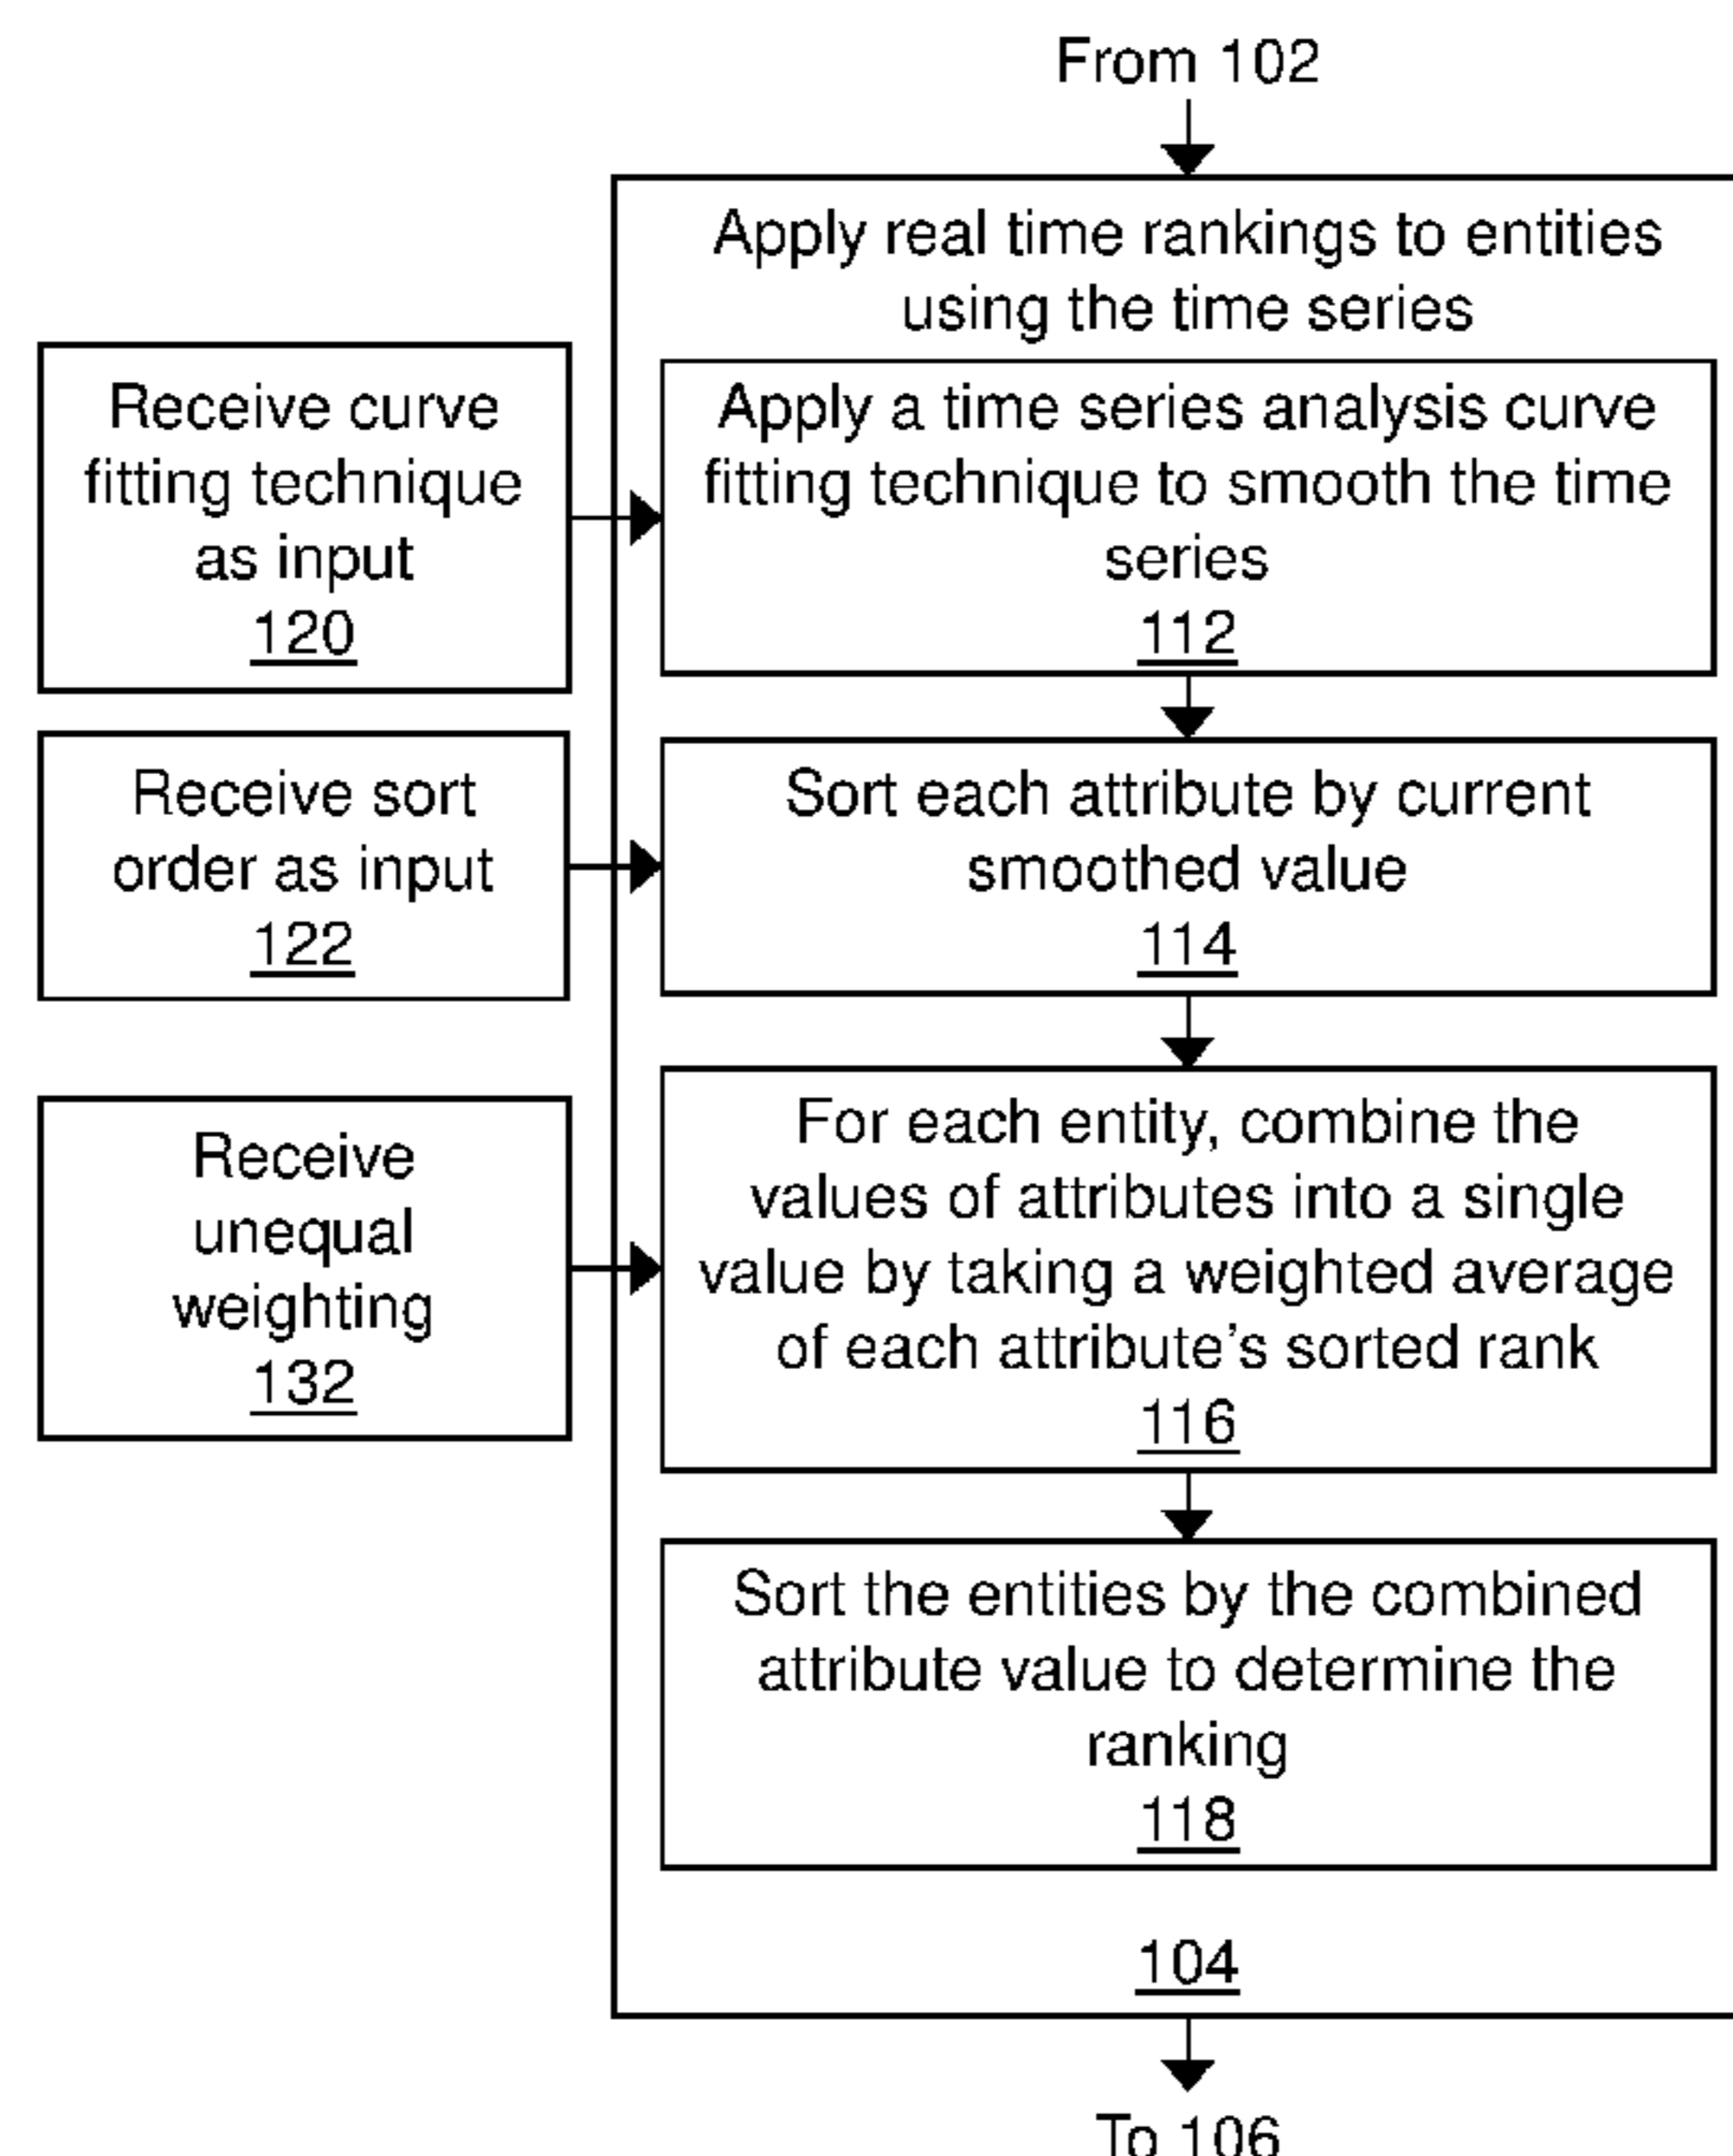 From 102
Apply real time rankings to entities
using the time series
Receive curve
fitting technique
as input
120
Apply a time series analysis curve
fitting technique to smooth the time
series
112
Receive sort
order as input
122
Sort each attribute by current
smoothed value
114
Receive
unequal
weighting
132
For each entity, combine the
values of attributes into a single
value by taking a weighted average
of each attribute's sorted rank
116
Sort the entities by the combined
attribute value to determine the
ranking
118
104
To 106